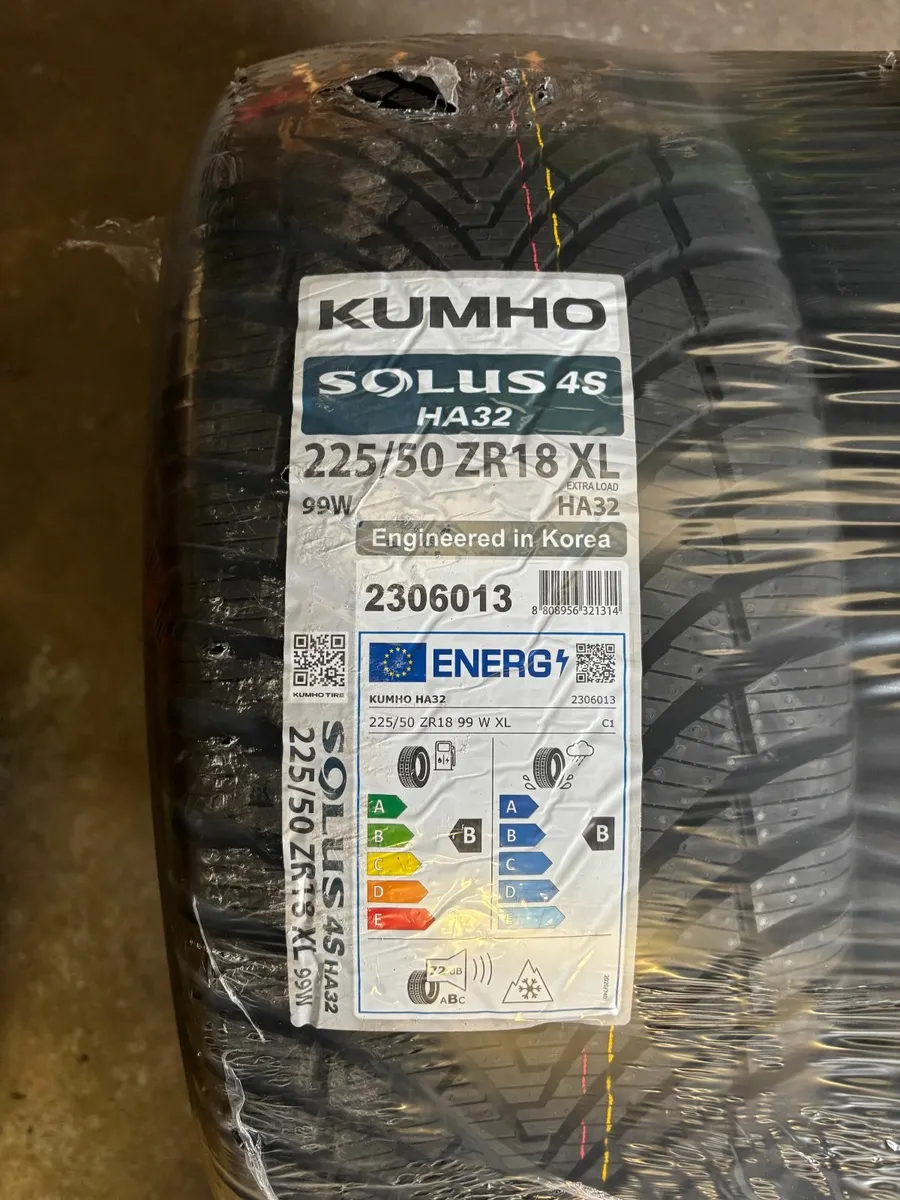 KUMHO
SOLUS 4S
HA32
225/50 ZR18 XL
EXTRA LOAD
99W HA32
Engineered in Korea
2306013
8 808956 321314
ENERG
KUMHO HA32 2306013
225/50 ZR18 99 W XL C1
A
B
C
D
E
B
A
B
C
D
E
B
72 dB
ABC
KUMHO TIRE
SOLUS 4S HA32
225/50 ZR18 XL 99W